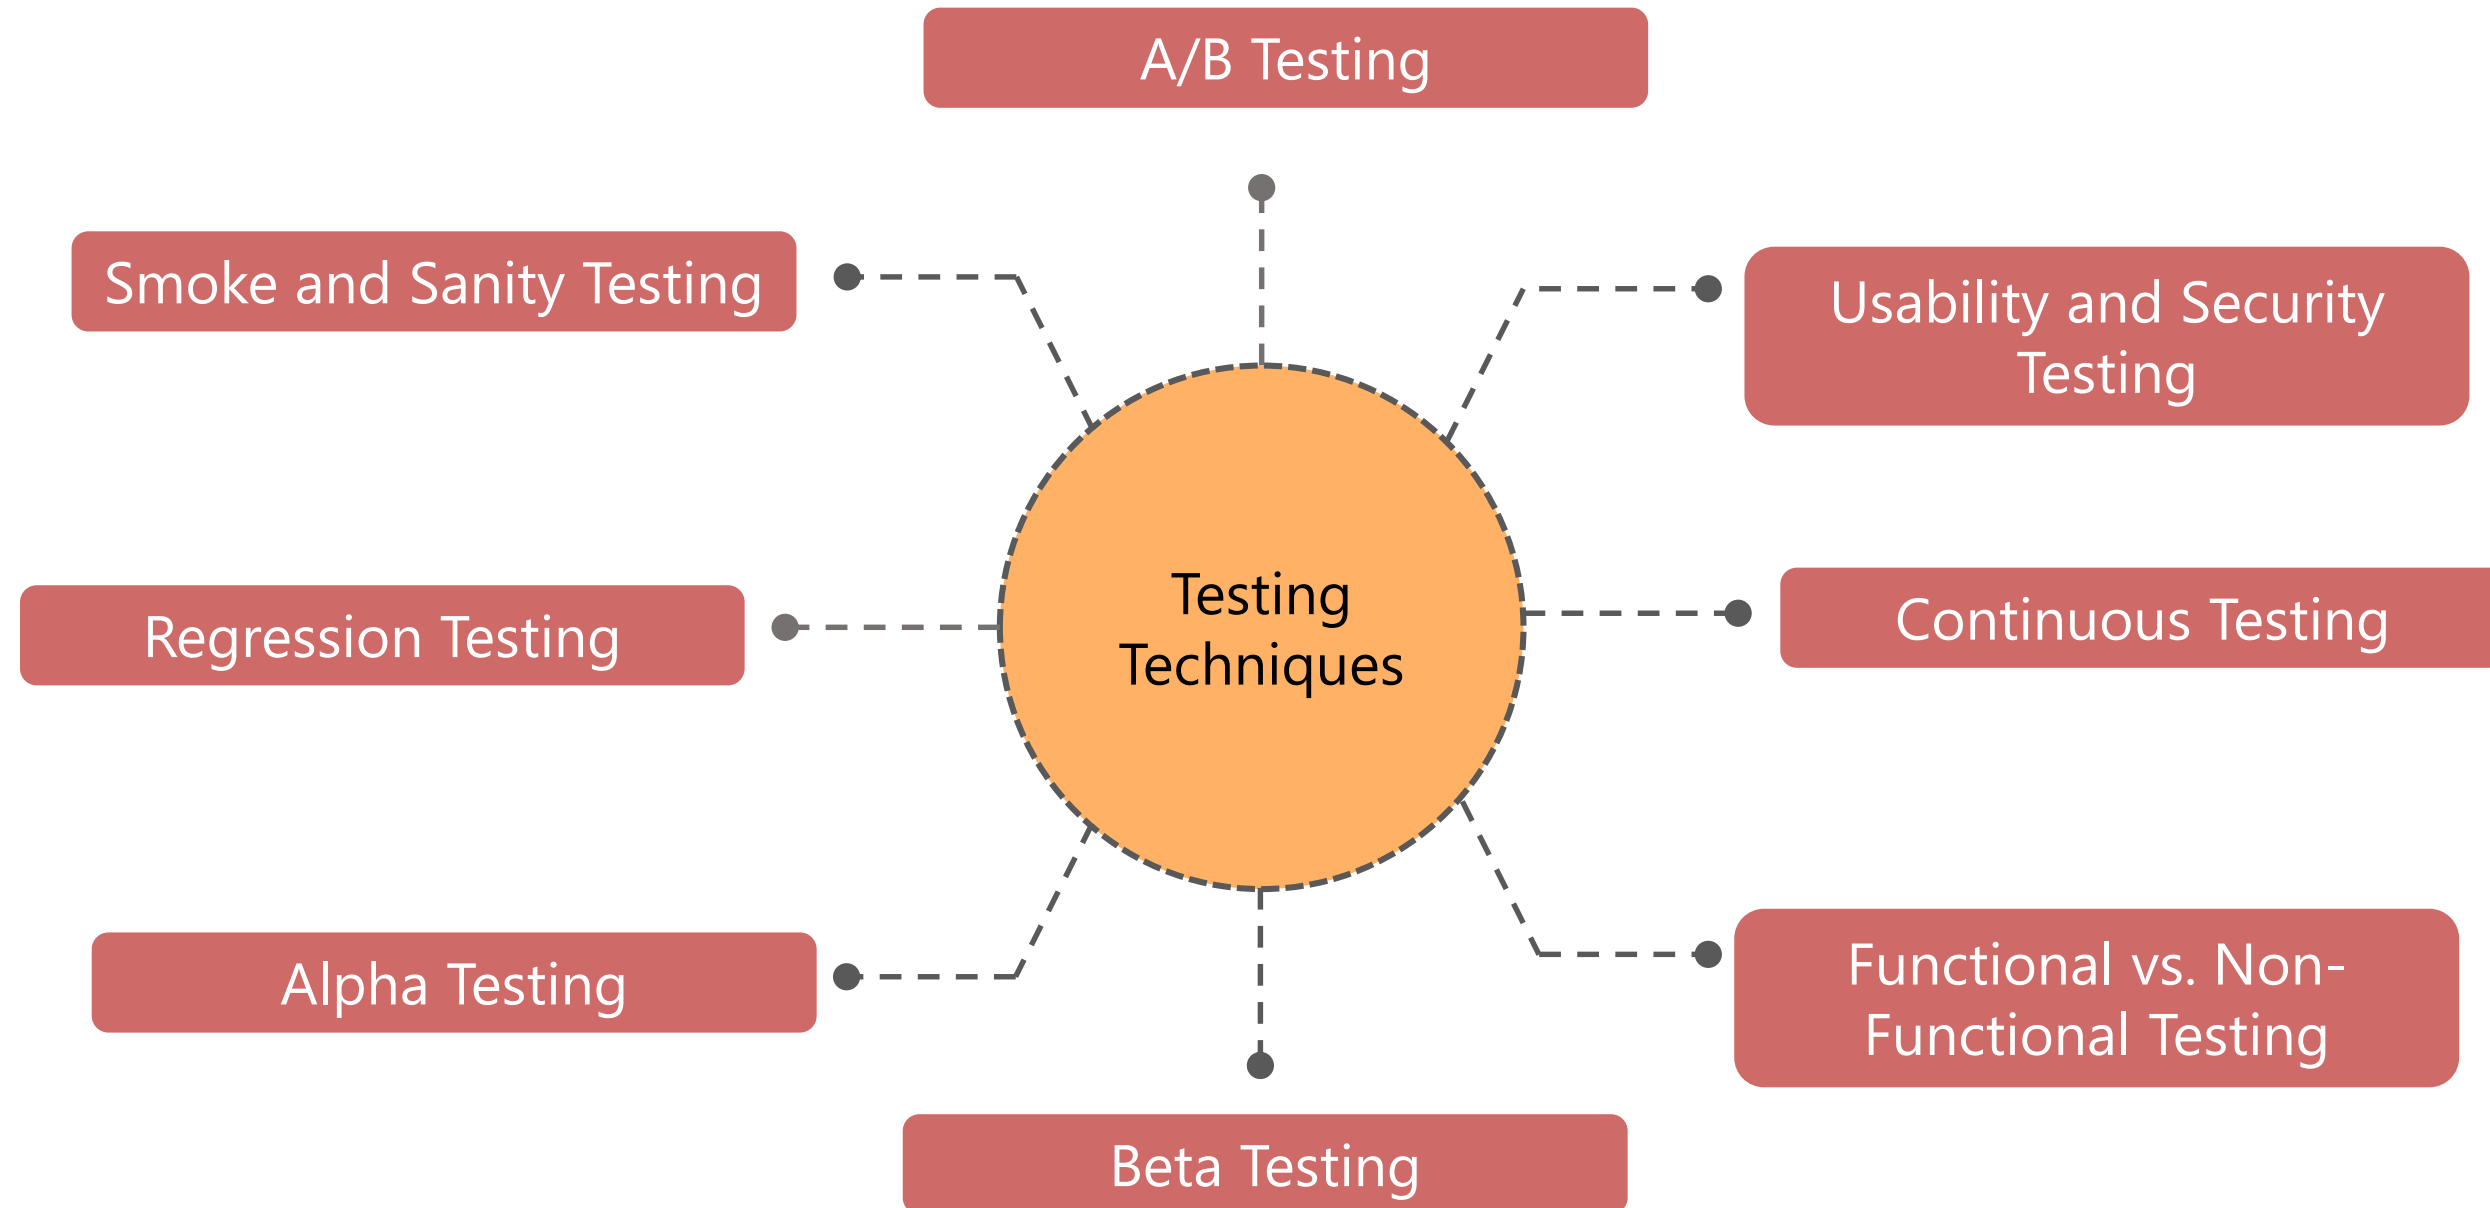 A/B Testing
Smoke and Sanity Testing
Usability and Security
Testing
Regression Testing
Testing
Techniques
Continuous Testing
Alpha Testing
Functional vs. Non-
Functional Testing
Beta Testing